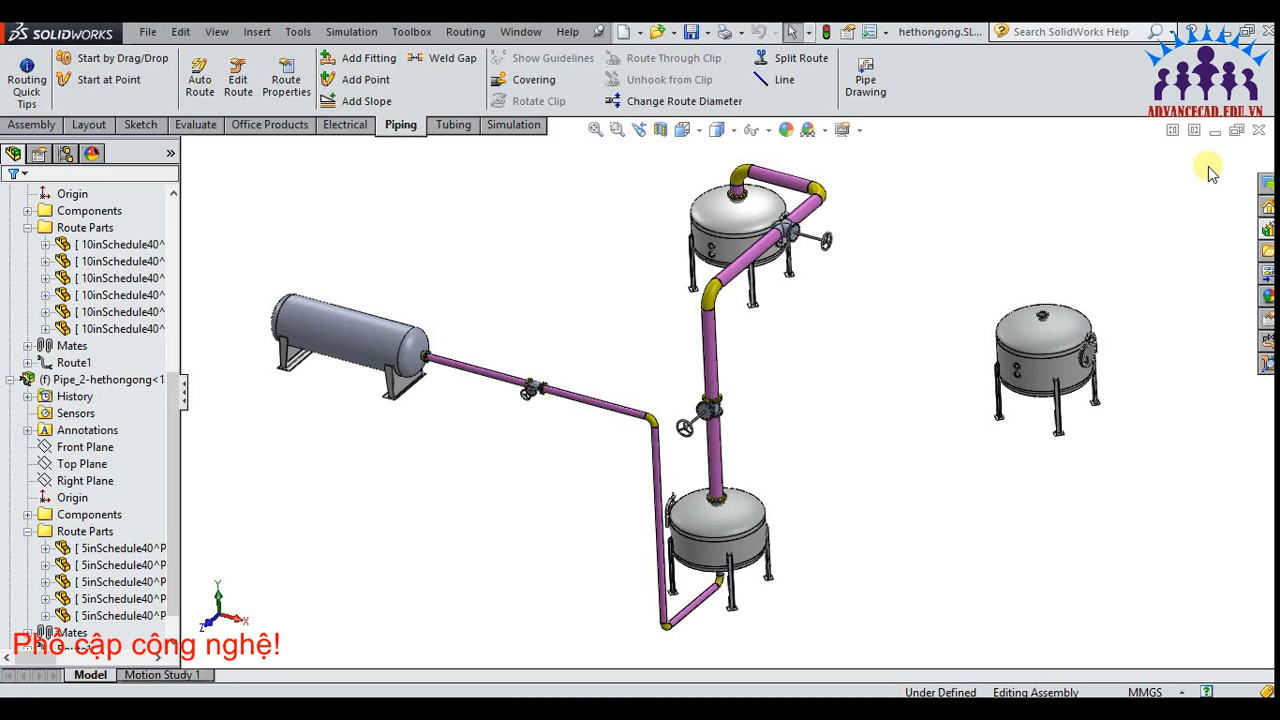 SOLIDWORKS File Edit View Insert Tools Simulation Toolbox Routing Window Help hethongong.SL... Search SolidWorks Help
Routing Quick Tips
Start by Drag/Drop
Start at Point
Auto Route
Edit Route
Route Properties
Add Fitting
Add Point
Add Slope
Weld Gap
Show Guidelines
Covering
Rotate Clip
Route Through Clip
Unhook from Clip
Change Route Diameter
Split Route
Line
Pipe Drawing
ADVANCECAD.EDU.VN
Assembly Layout Sketch Evaluate Office Products Electrical Piping Tubing Simulation
Origin
Components
Route Parts
[ 10inSchedule40^
[ 10inSchedule40^
[ 10inSchedule40^
[ 10inSchedule40^
[ 10inSchedule40^
[ 10inSchedule40^
Mates
Route1
(f) Pipe_2-hethongong<1
History
Sensors
Annotations
Front Plane
Top Plane
Right Plane
Origin
Components
Route Parts
[ 5inSchedule40^P
[ 5inSchedule40^P
[ 5inSchedule40^P
[ 5inSchedule40^P
[ 5inSchedule40^P
Mates
Y
X
Z
Phổ cập công nghệ!
Model Motion Study 1
Under Defined Editing Assembly MMGS